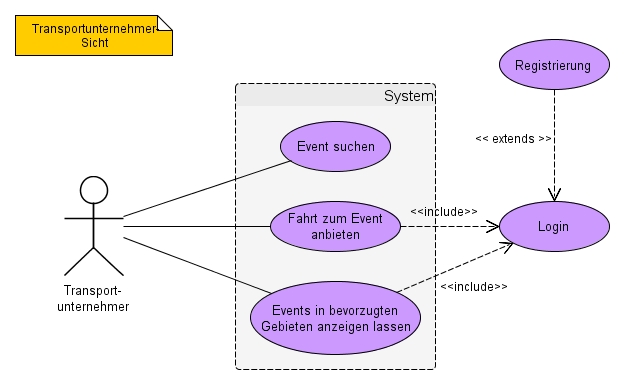 Transportunternehmer-
Sicht
Registrierung
System
Event suchen
<< extends >>
Fahrt zum Event
anbieten
<<include>>
Login
Transport-
unternehmer
Events in bevorzugten
Gebieten anzeigen lassen
<<include>>